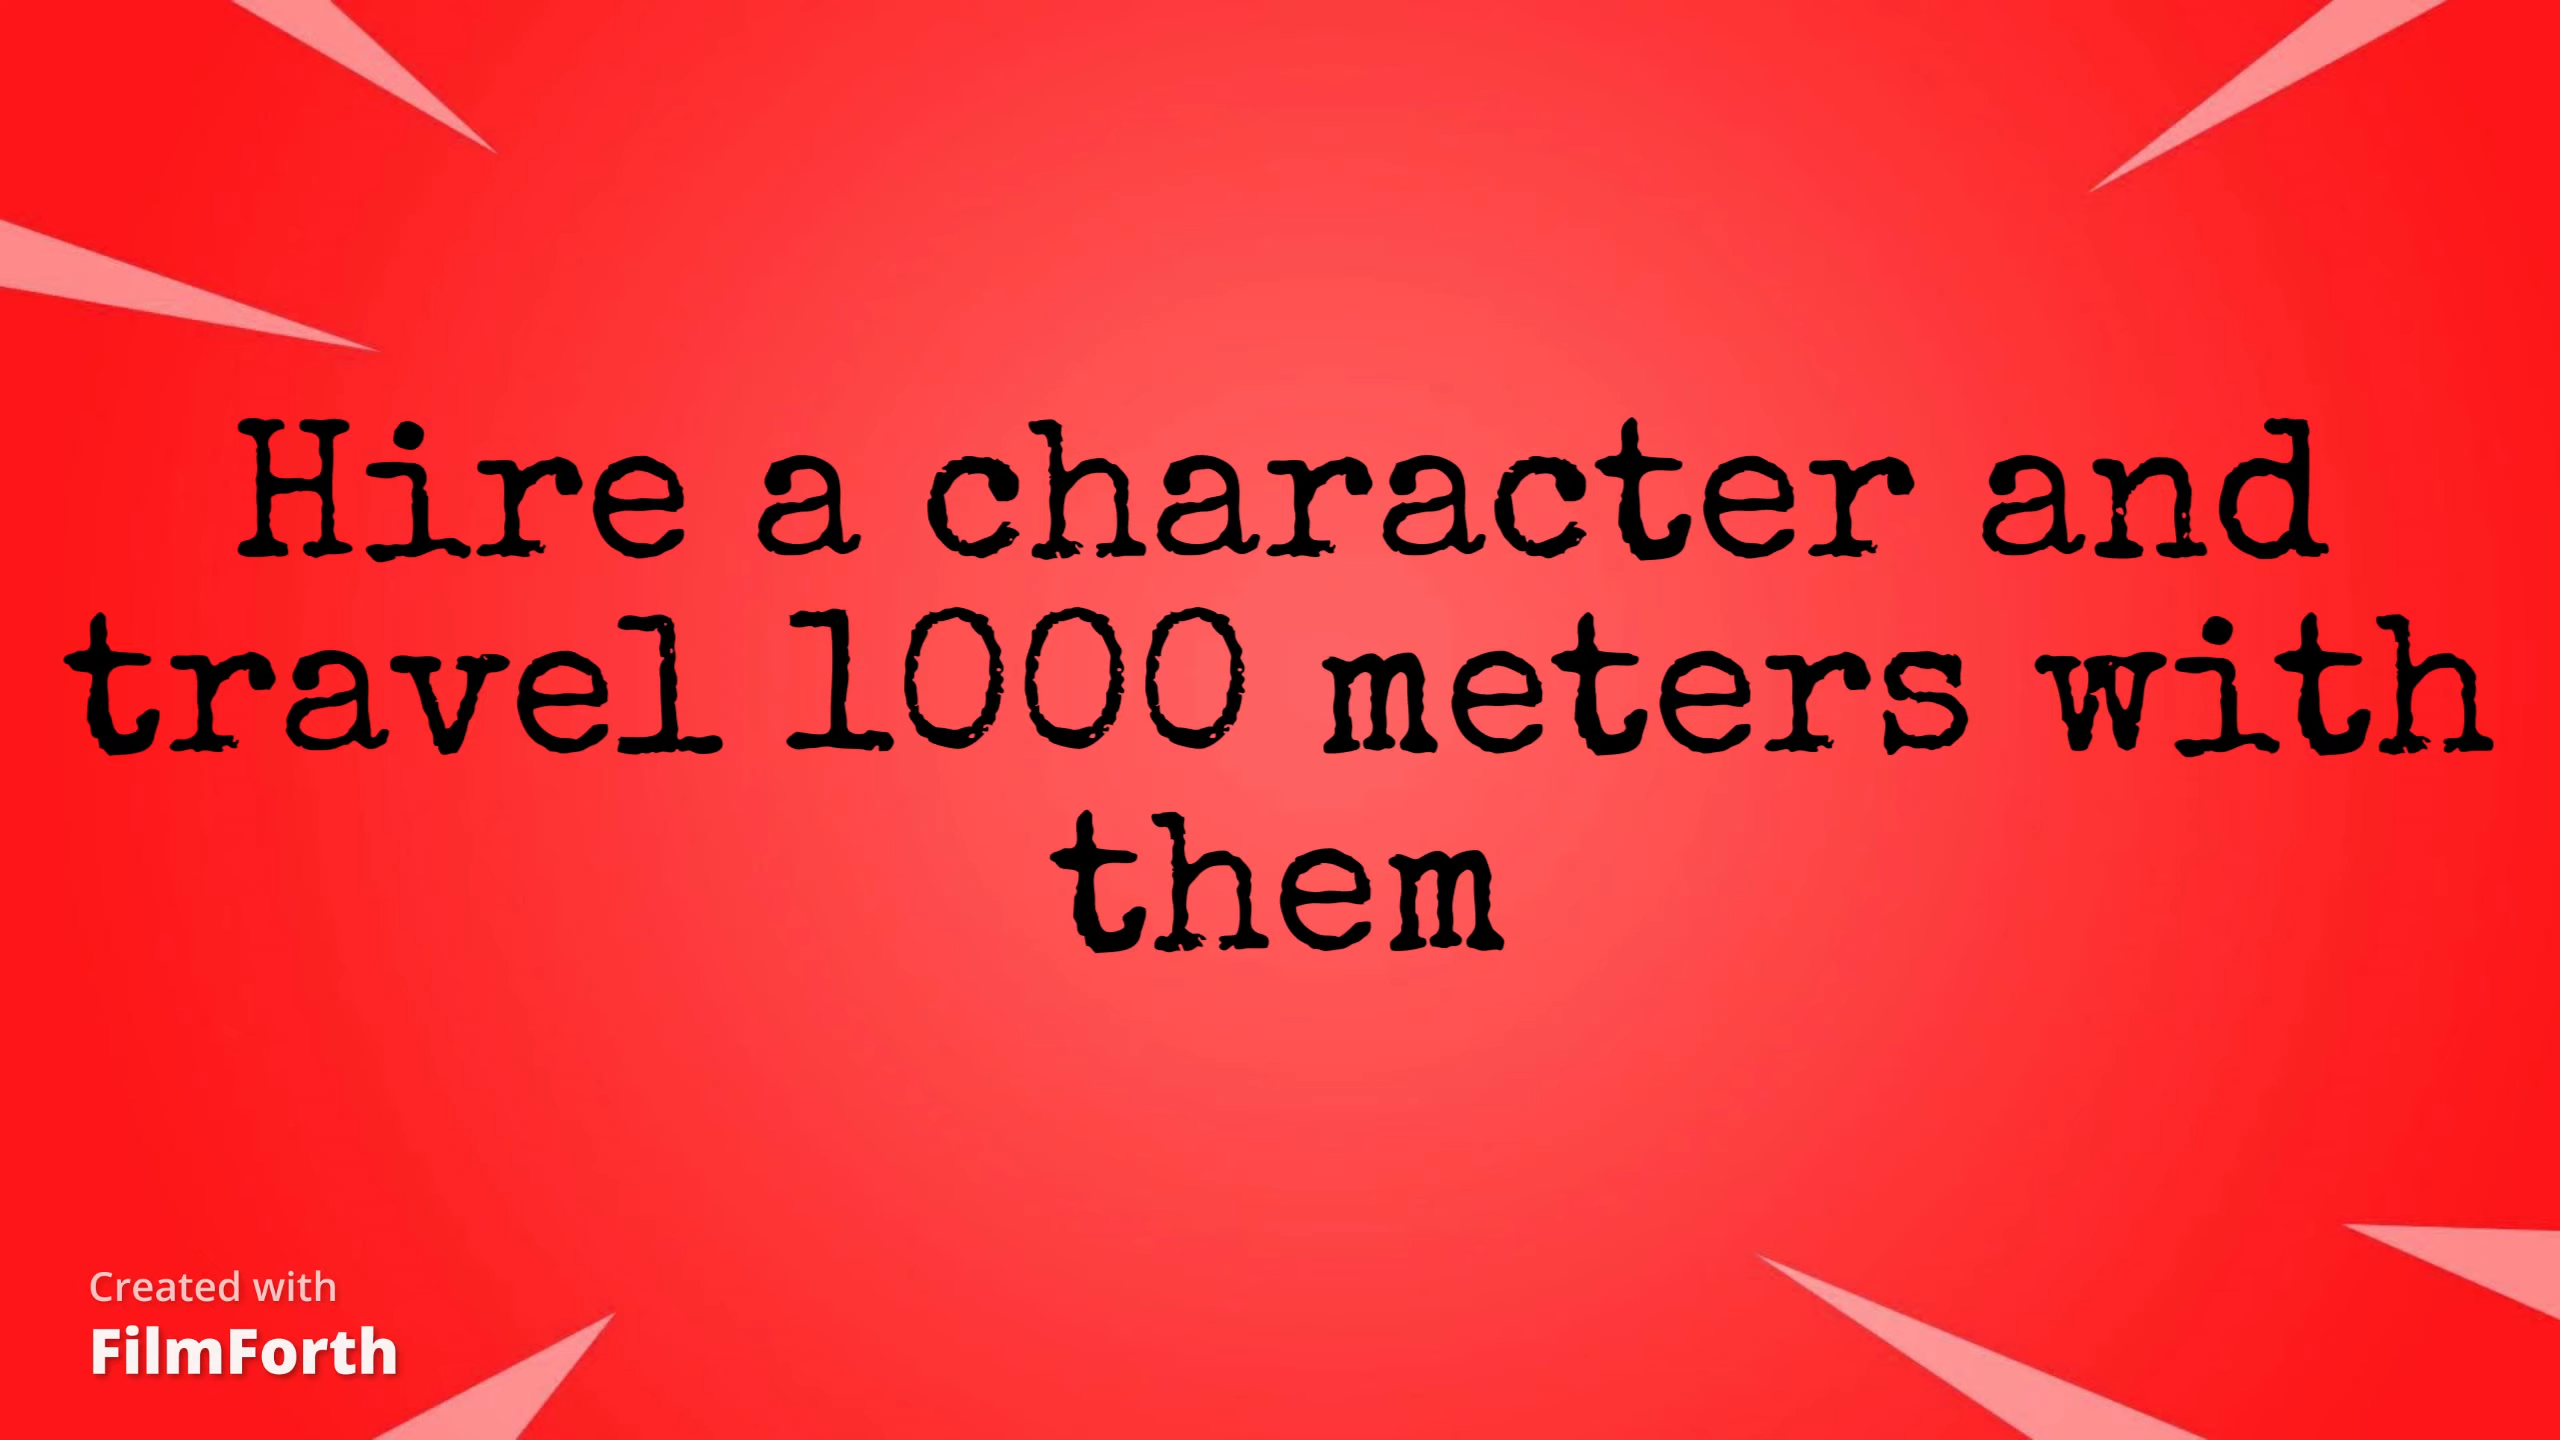 Hire a character and
travel 1000 meters with
them
Created with
FilmForth